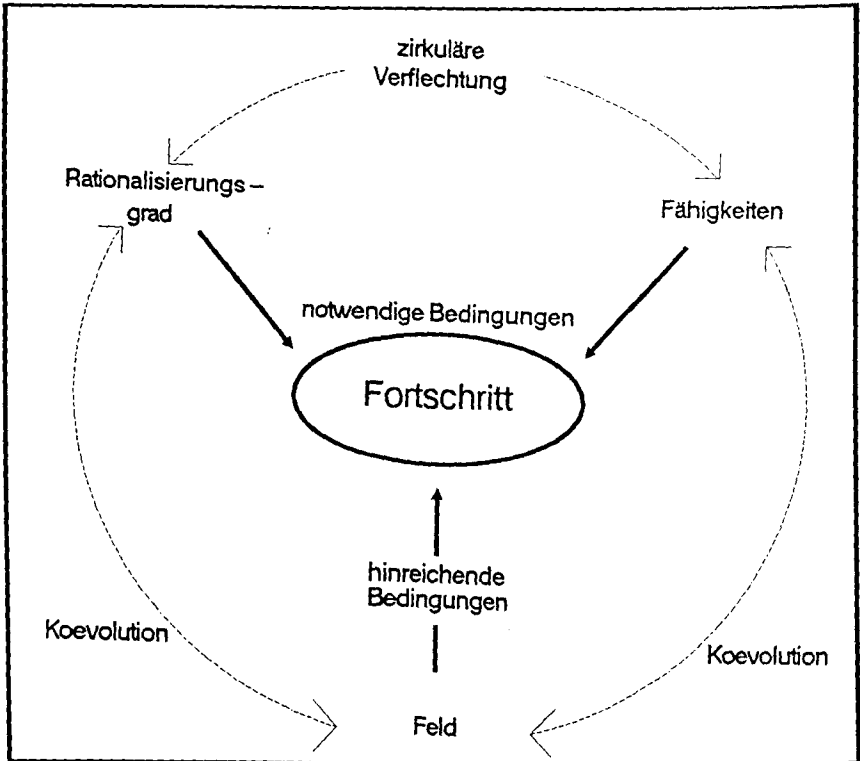 zirkuläre
Verflechtung
Rationalisierungs-
grad
Fähigkeiten
notwendige Bedingungen
Fortschritt
hinreichende
Bedingungen
Koevolution
Koevolution
Feld